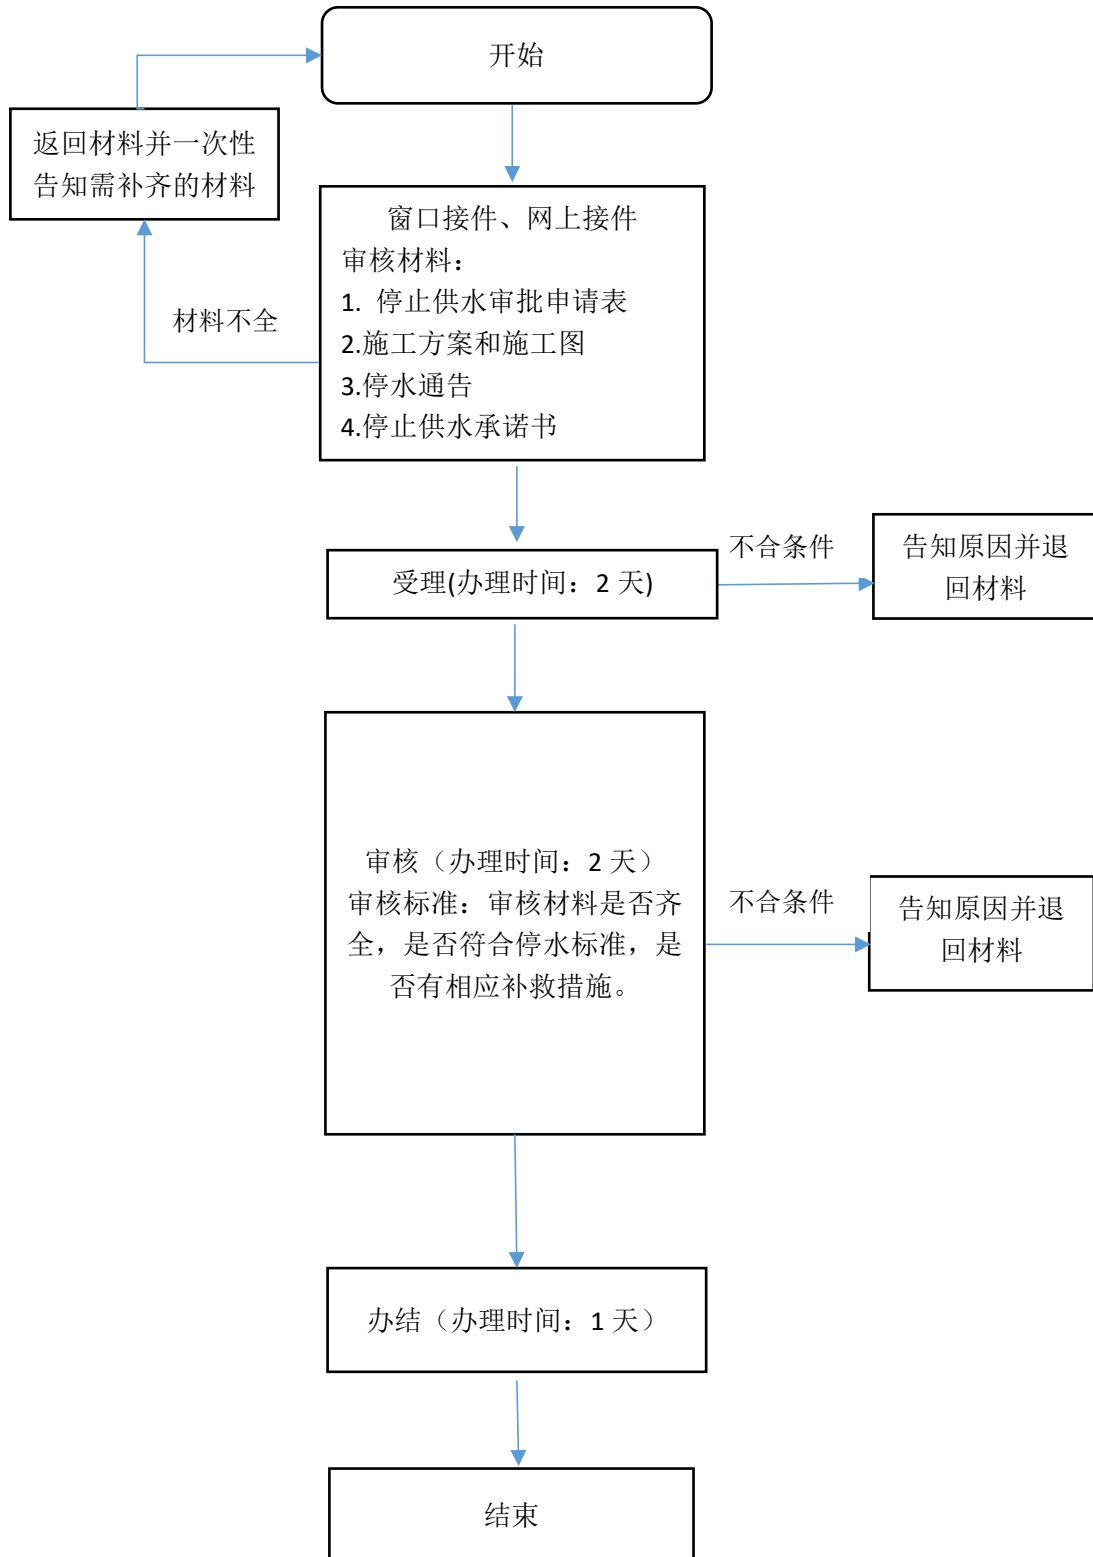 开始
返回材料并一次性
告知需补齐的材料
窗口接件、网上接件
审核材料：
1. 停止供水审批申请表
2.施工方案和施工图
3.停水通告
4.停止供水承诺书
材料不全
受理(办理时间：2 天)
不合条件
告知原因并退
回材料
审核（办理时间：2 天）
审核标准：审核材料是否齐
全，是否符合停水标准，是
否有相应补救措施。
不合条件
告知原因并退
回材料
办结（办理时间：1 天）
结束